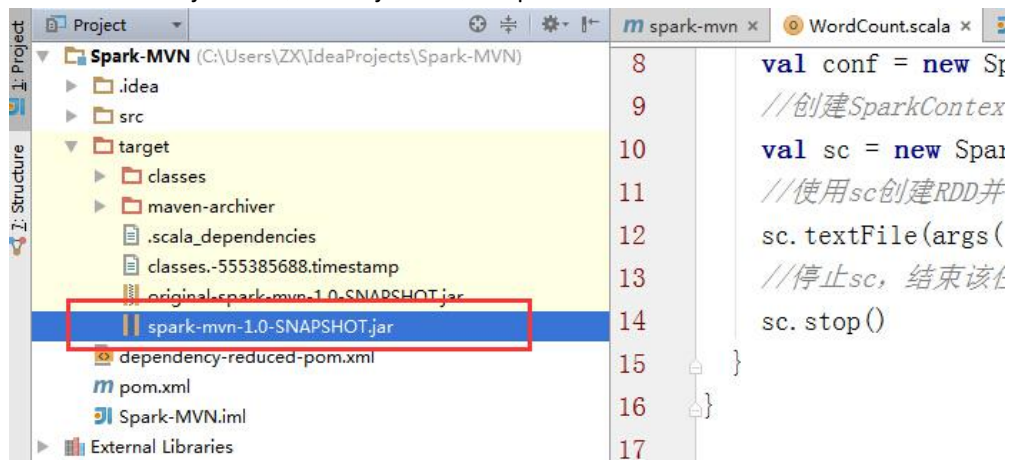 Project
Spark-MVN (C:\Users\ZX\IdeaProjects\Spark-MVN)
.idea
src
target
classes
maven-archiver
.scala_dependencies
classes.-555385688.timestamp
original-spark-mvn-1.0-SNAPSHOT.jar
spark-mvn-1.0-SNAPSHOT.jar
dependency-reduced-pom.xml
pom.xml
Spark-MVN.iml
External Libraries
1: Project
7: Structure
spark-mvn
WordCount.scala
8 val conf = new Sp
9 //创建SparkContex
10 val sc = new Spar
11 //使用sc创建RDD并
12 sc.textFile(args(
13 //停止sc，结束该任
14 sc.stop()
15 }
16 }
17